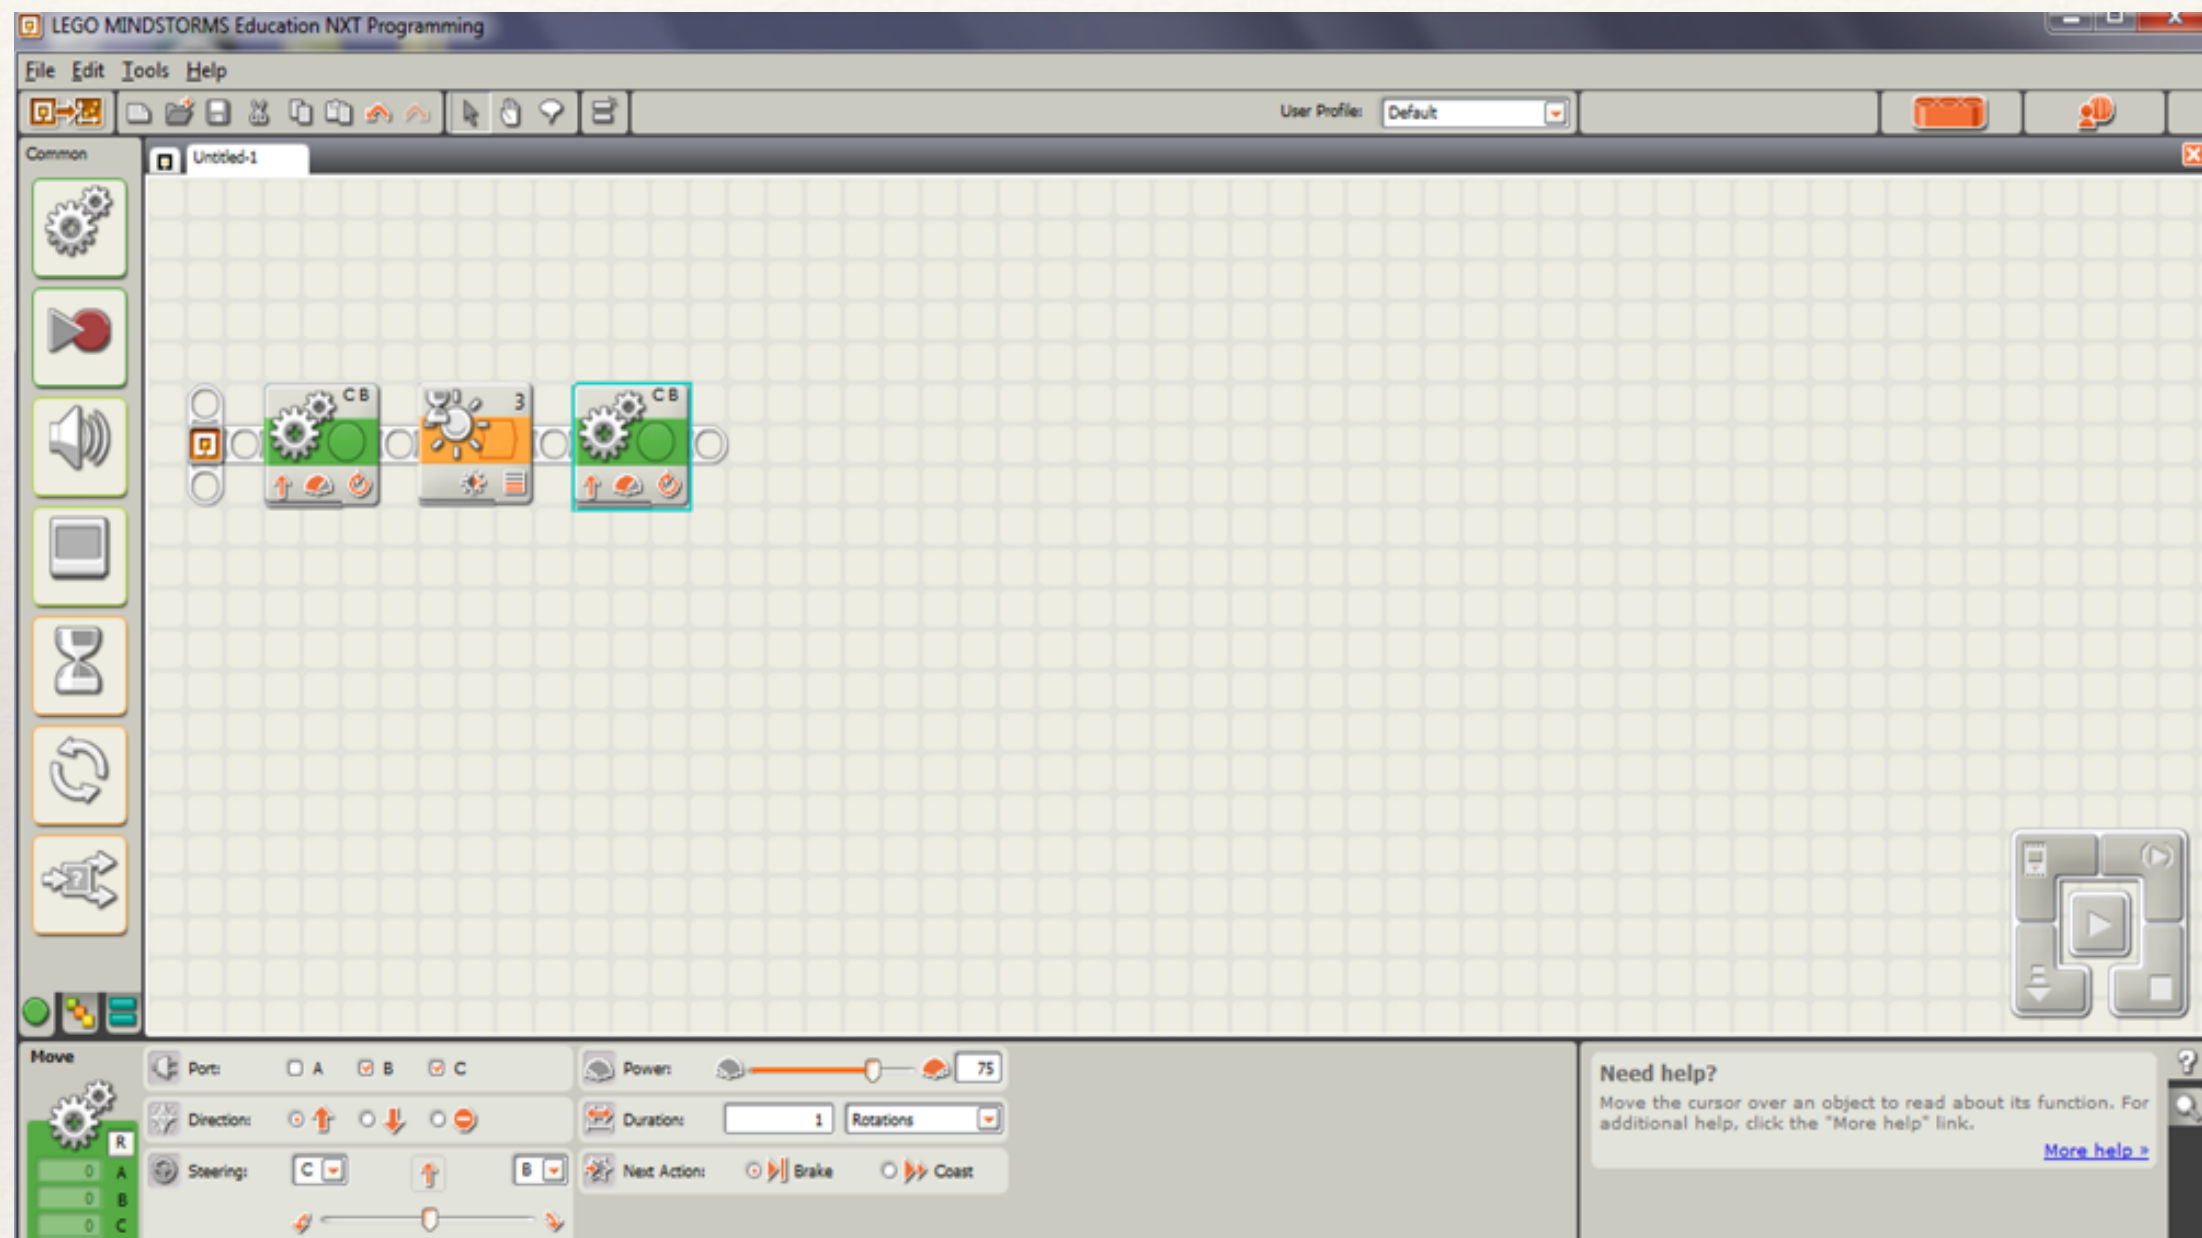 LEGO MINDSTORMS Education NXT Programming
File Edit Tools Help
User Profile: Default
Common
Untitled-1
C B
3
C B
Move
R
0 A
0 B
0 C
Port: A B C
Direction:
Steering: C B
Power: 75
Duration: 1 Rotations
Next Action: Brake Coast
Need help?
Move the cursor over an object to read about its function. For
additional help, click the "More help" link.
More help »